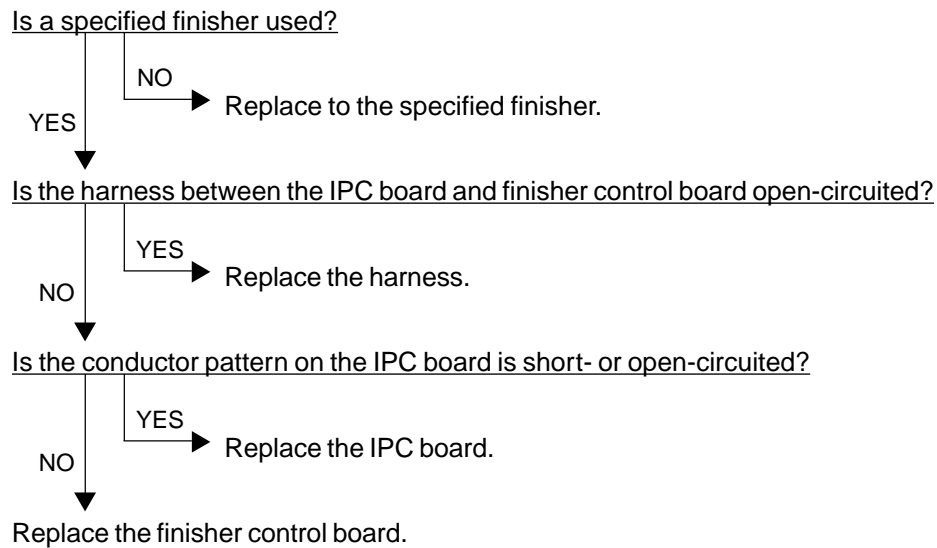 Is a specified finisher used?
NO
Replace to the specified finisher.
YES
Is the harness between the IPC board and finisher control board open-circuited?
YES
Replace the harness.
NO
Is the conductor pattern on the IPC board is short- or open-circuited?
YES
Replace the IPC board.
NO
Replace the finisher control board.